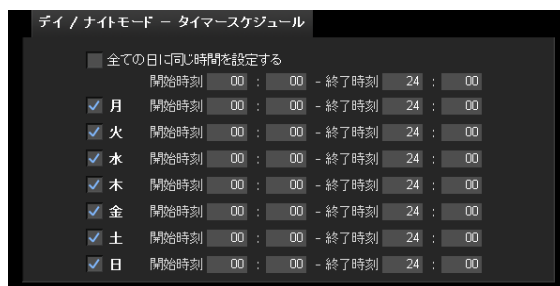 デイ / ナイトモード － タイマースケジュール
全ての日に同じ時間を設定する
開始時刻 00 : 00 - 終了時刻 24 : 00
月 開始時刻 00 : 00 - 終了時刻 24 : 00
火 開始時刻 00 : 00 - 終了時刻 24 : 00
水 開始時刻 00 : 00 - 終了時刻 24 : 00
木 開始時刻 00 : 00 - 終了時刻 24 : 00
金 開始時刻 00 : 00 - 終了時刻 24 : 00
土 開始時刻 00 : 00 - 終了時刻 24 : 00
日 開始時刻 00 : 00 - 終了時刻 24 : 00